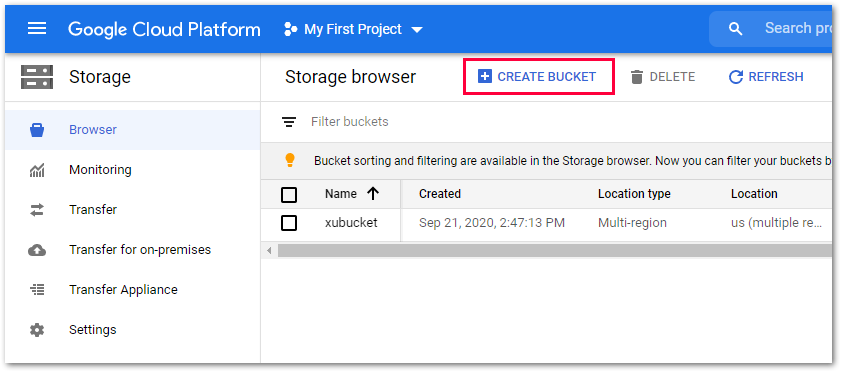 Google Cloud Platform My First Project Search pro
Storage Storage browser CREATE BUCKET DELETE REFRESH
Browser
Monitoring
Transfer
Transfer for on-premises
Transfer Appliance
Settings
Filter buckets
Bucket sorting and filtering are available in the Storage browser. Now you can filter your buckets b
Name Created Location type Location
xubucket Sep 21, 2020, 2:47:13 PM Multi-region us (multiple re...